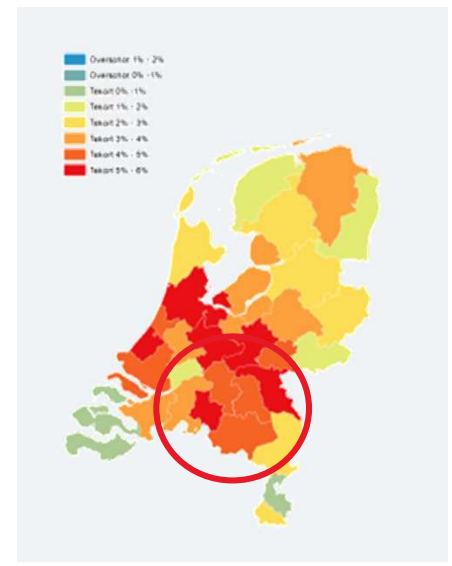 Overschot 1% - 2%
Overschot 0% - 1%
Tekort 0% - 1%
Tekort 1% - 2%
Tekort 2% - 3%
Tekort 3% - 4%
Tekort 4% - 5%
Tekort 5% - 6%